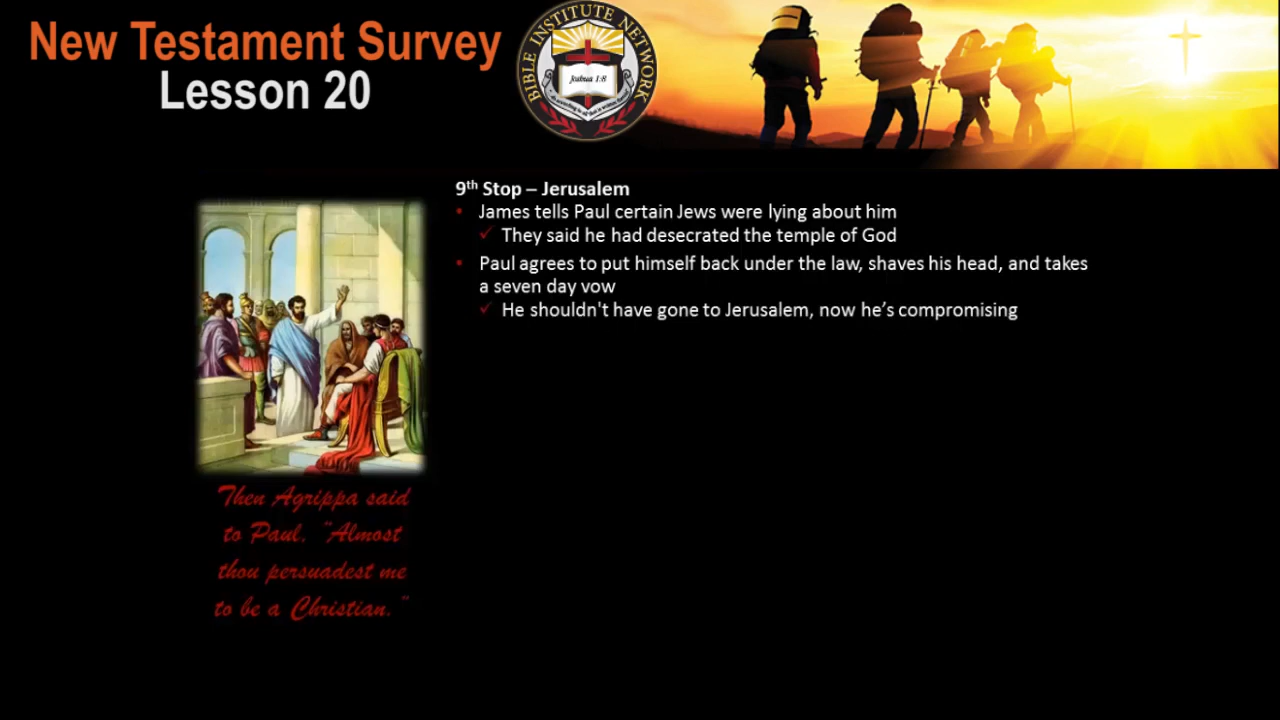 New Testament Survey
Lesson 20
BIBLE INSTITUTE NETWORK
Joshua 1:8
9th Stop – Jerusalem
• James tells Paul certain Jews were lying about him
✓ They said he had desecrated the temple of God
• Paul agrees to put himself back under the law, shaves his head, and takes
a seven day vow
✓ He shouldn't have gone to Jerusalem, now he’s compromising
Then Agrippa said
to Paul, “Almost
thou persuadest me
to be a Christian.”